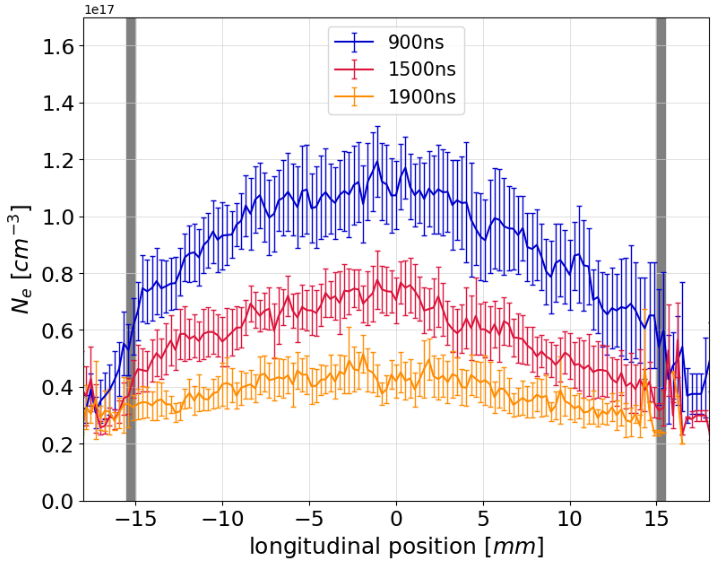 1e17
1.6
1.4
1.2
1.0
0.8
0.6
0.4
0.2
0.0
N_e [cm^{-3}]
900ns
1500ns
1900ns
−15 −10 −5 0 5 10 15
longitudinal position [mm]